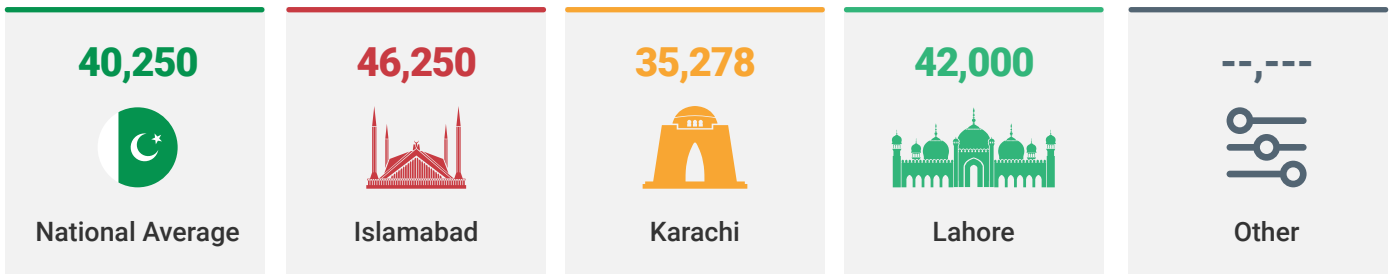 40,250
46,250
35,278
42,000
--,---
National Average
Islamabad
Karachi
Lahore
Other